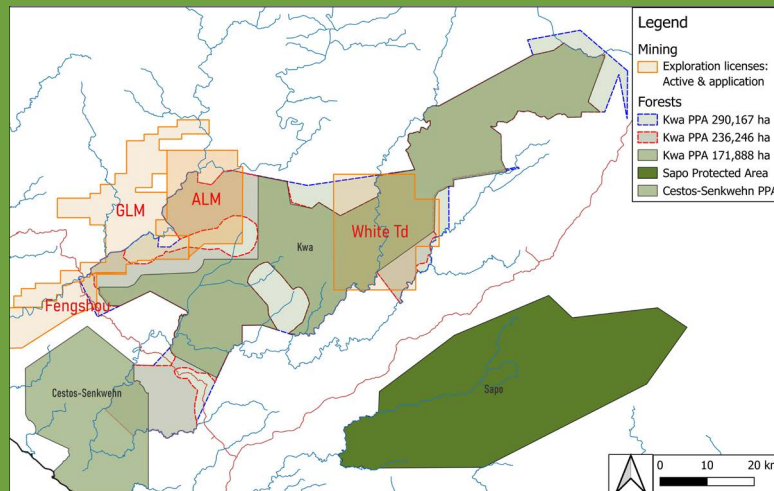 Legend
Mining
Exploration licenses:
Active & application
Forests
Kwa PPA 290,167 ha
Kwa PPA 236,246 ha
Kwa PPA 171,888 ha
Sapo Protected Area
Cestos-Senkwehn PPA
GLM
ALM
White Td
Kwa
Fengshou
Cestos-Senkwehn
Sapo
0 10 20 km